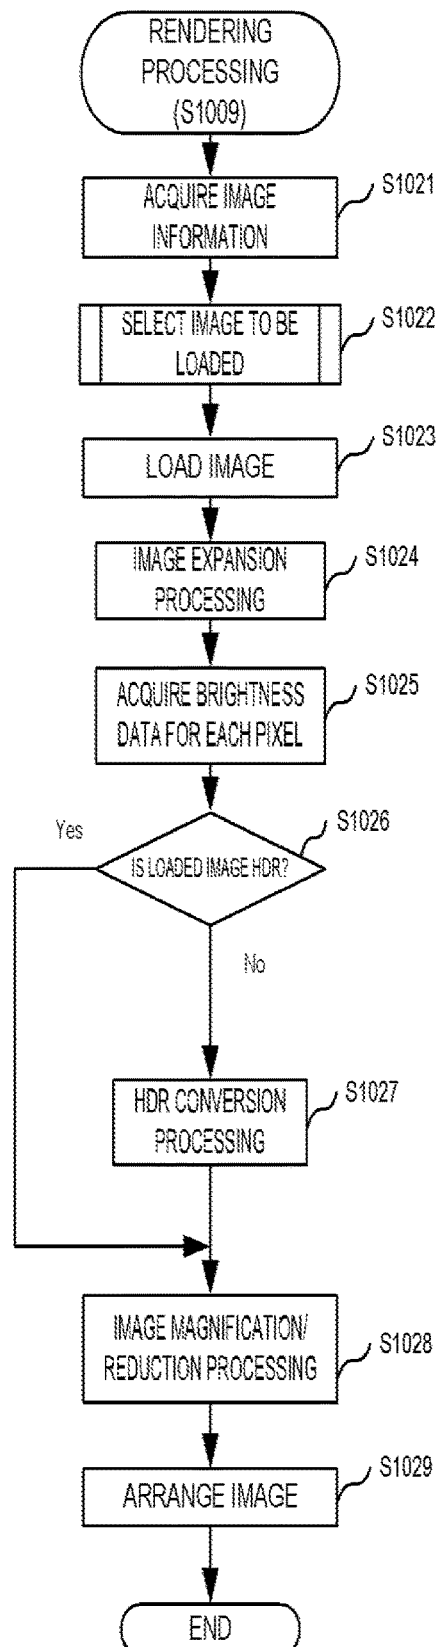 RENDERING
PROCESSING
(S1009)
ACQUIRE IMAGE
INFORMATION
S1021
SELECT IMAGE TO BE
LOADED
S1022
LOAD IMAGE
S1023
IMAGE EXPANSION
PROCESSING
S1024
ACQUIRE BRIGHTNESS
DATA FOR EACH PIXEL
S1025
IS LOADED IMAGE HDR?
S1026
Yes
No
HDR CONVERSION
PROCESSING
S1027
IMAGE MAGNIFICATION/
REDUCTION PROCESSING
S1028
ARRANGE IMAGE
S1029
END